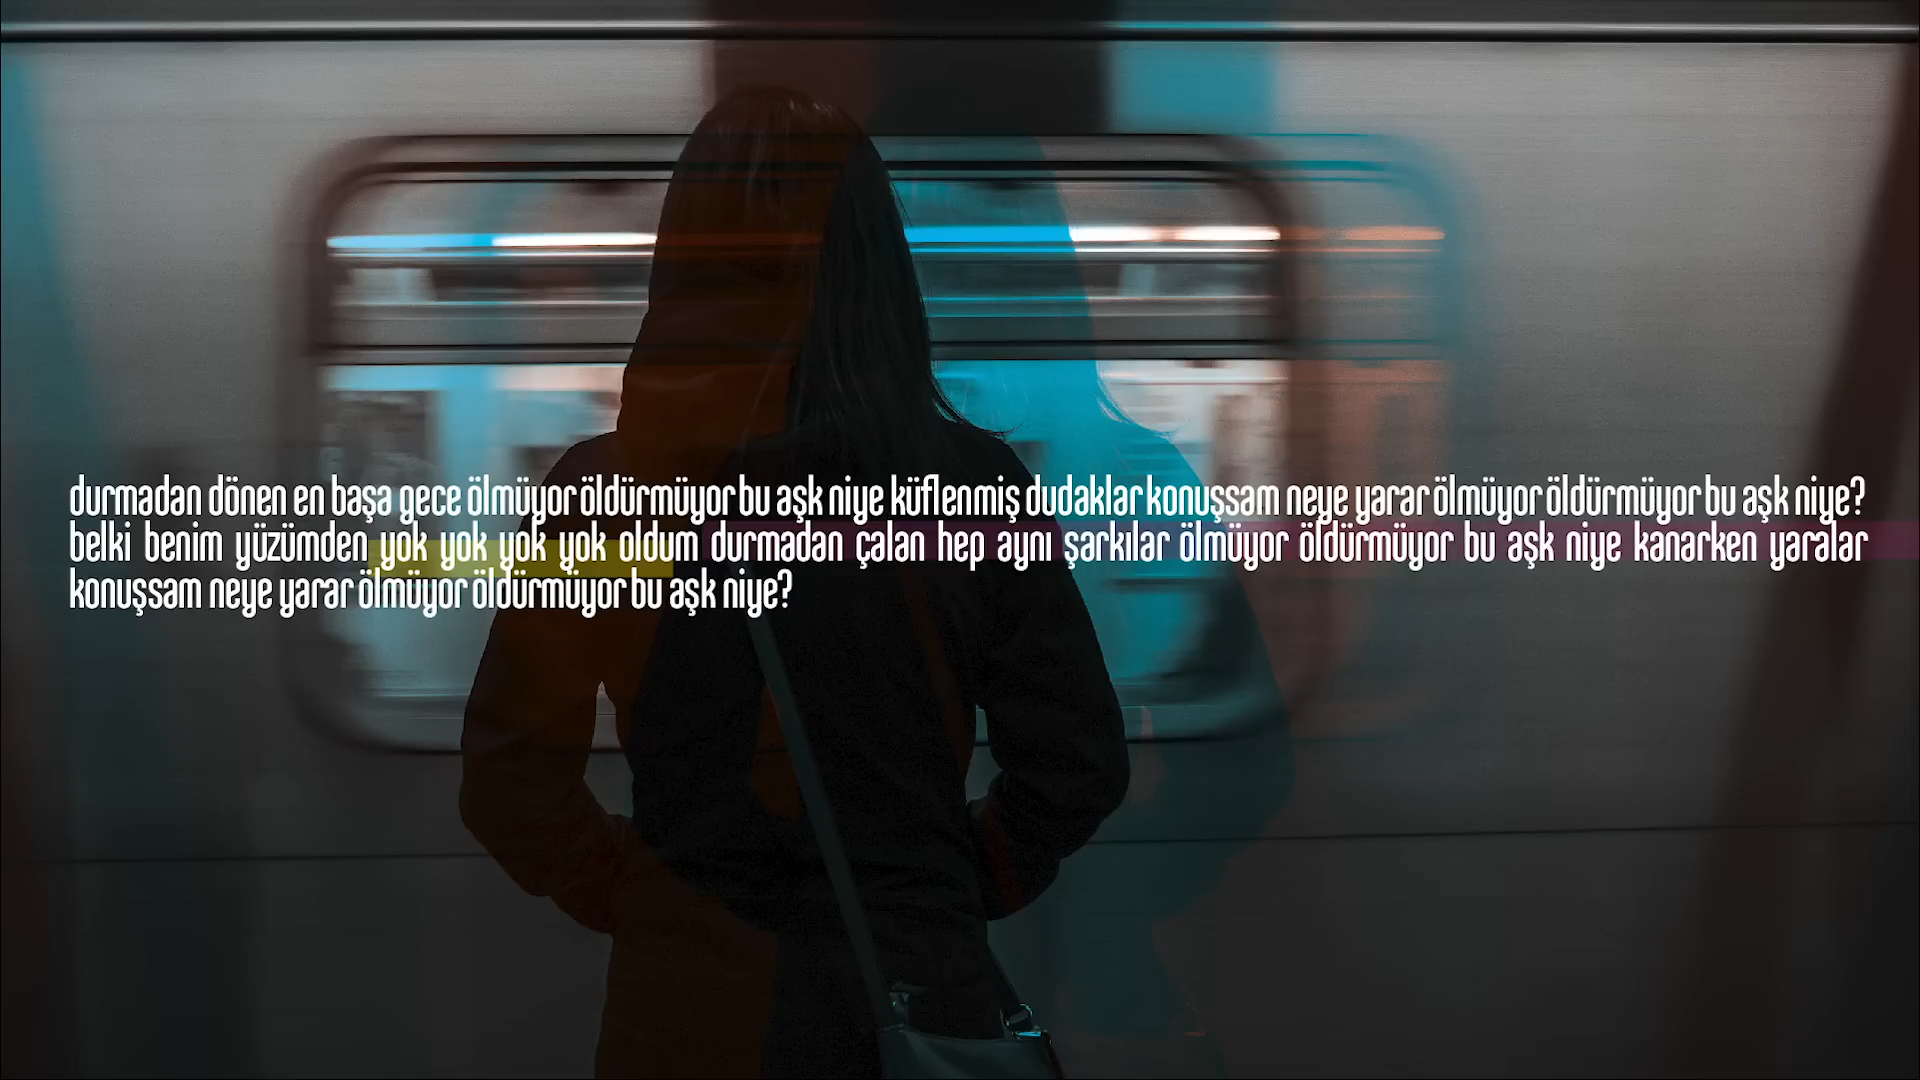 durmadan dönen en başa gece ölmüyor öldürmüyor bu aşk niye küflenmiş dudaklar konuşsam neye yarar ölmüyor öldürmüyor bu aşk niye?
belki benim yüzümden yok yok yok yok oldum durmadan çalan hep aynı şarkılar ölmüyor öldürmüyor bu aşk niye kanarken yaralar
konuşsam neye yarar ölmüyor öldürmüyor bu aşk niye?